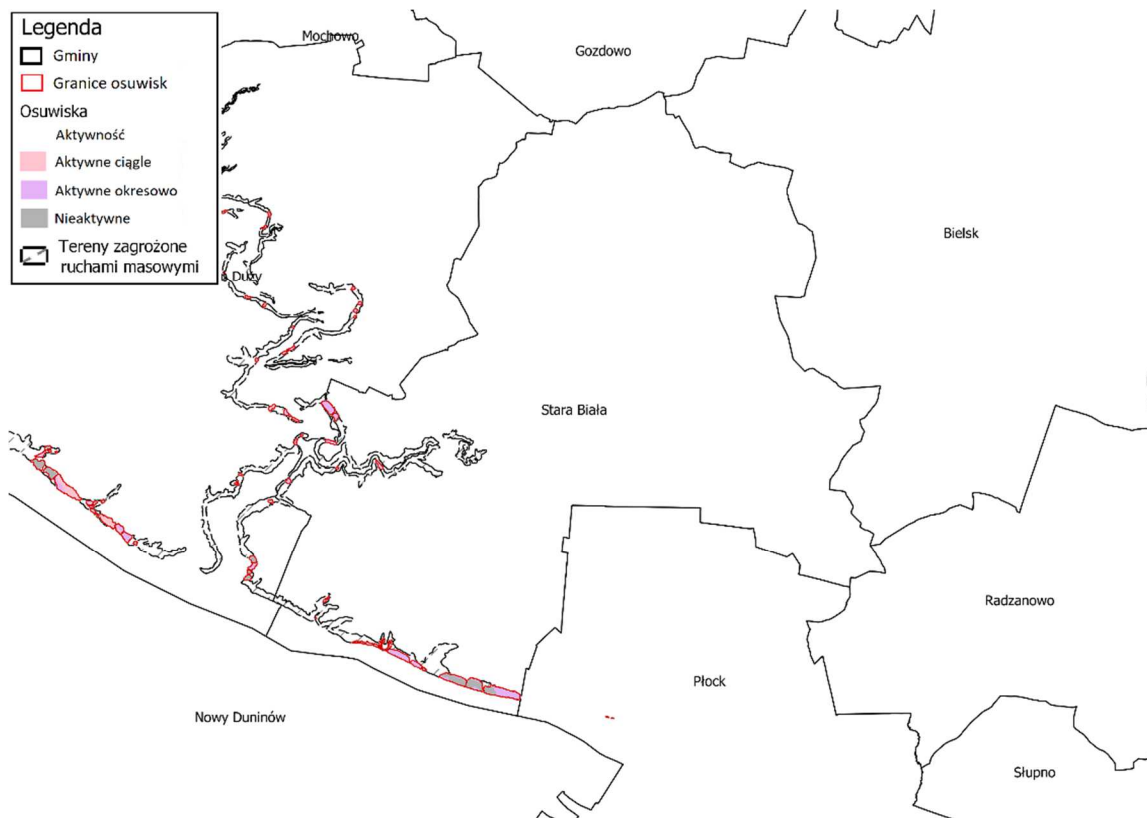 Legenda
Gminy
Granice osuwisk
Osuwiska
Aktywność
Aktywne ciągle
Aktywne okresowo
Nieaktywne
Tereny zagrożone
ruchami masowymi
Mochowo
Gozdowo
Bielsk
Duży
Stara Biała
Radzanowo
Płock
Nowy Duninów
Słupno